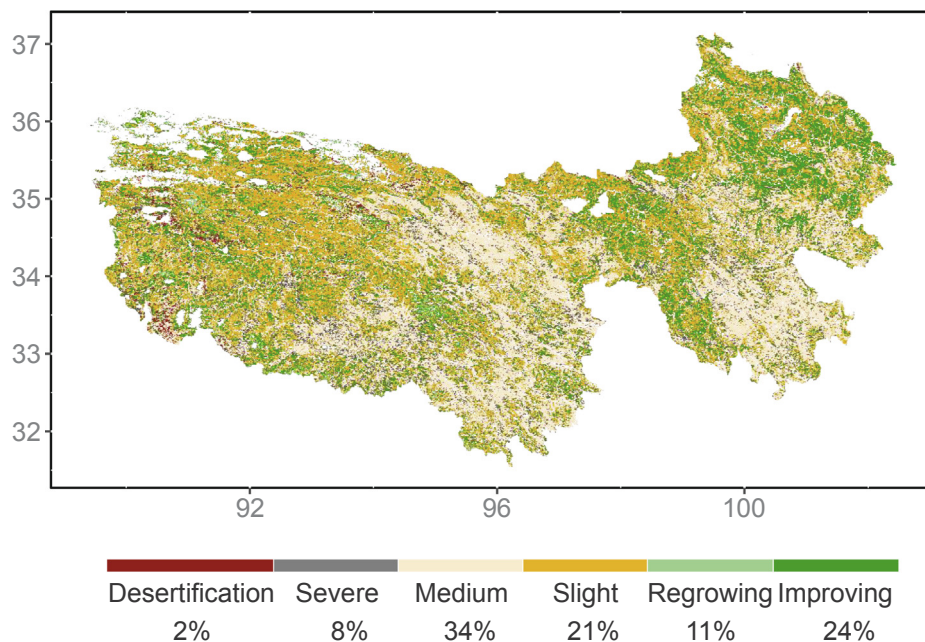 37
36
35
34
33
32
92 96 100
Desertification Severe Medium Slight Regrowing Improving
2% 8% 34% 21% 11% 24%